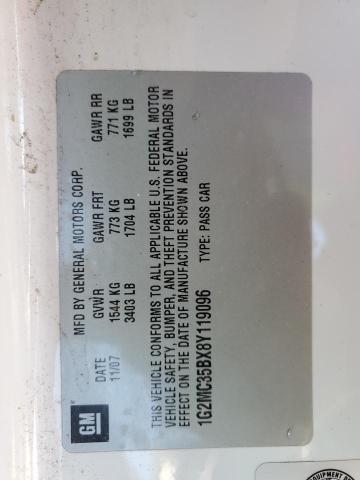 GM
MFD BY GENERAL MOTORS CORP.
DATE GVWR GAWR FRT GAWR RR
11/07 1544 KG 773 KG 771 KG
3403 LB 1704 LB 1699 LB
THIS VEHICLE CONFORMS TO ALL APPLICABLE U.S. FEDERAL MOTOR
VEHICLE SAFETY, BUMPER, AND THEFT PREVENTION STANDARDS IN
EFFECT ON THE DATE OF MANUFACTURE SHOWN ABOVE.
1G2MC35BX8Y119096 TYPE: PASS CAR
EQUIPMENT